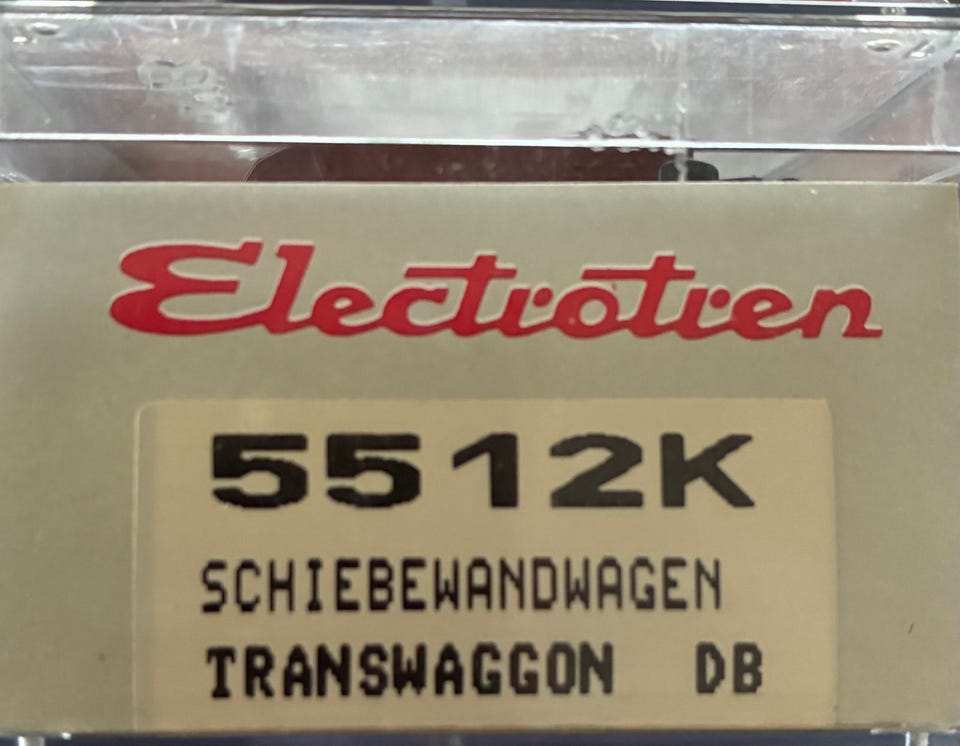 Electrotren
5512K
SCHIEBEWANDWAGEN
TRANSWAGGON DB